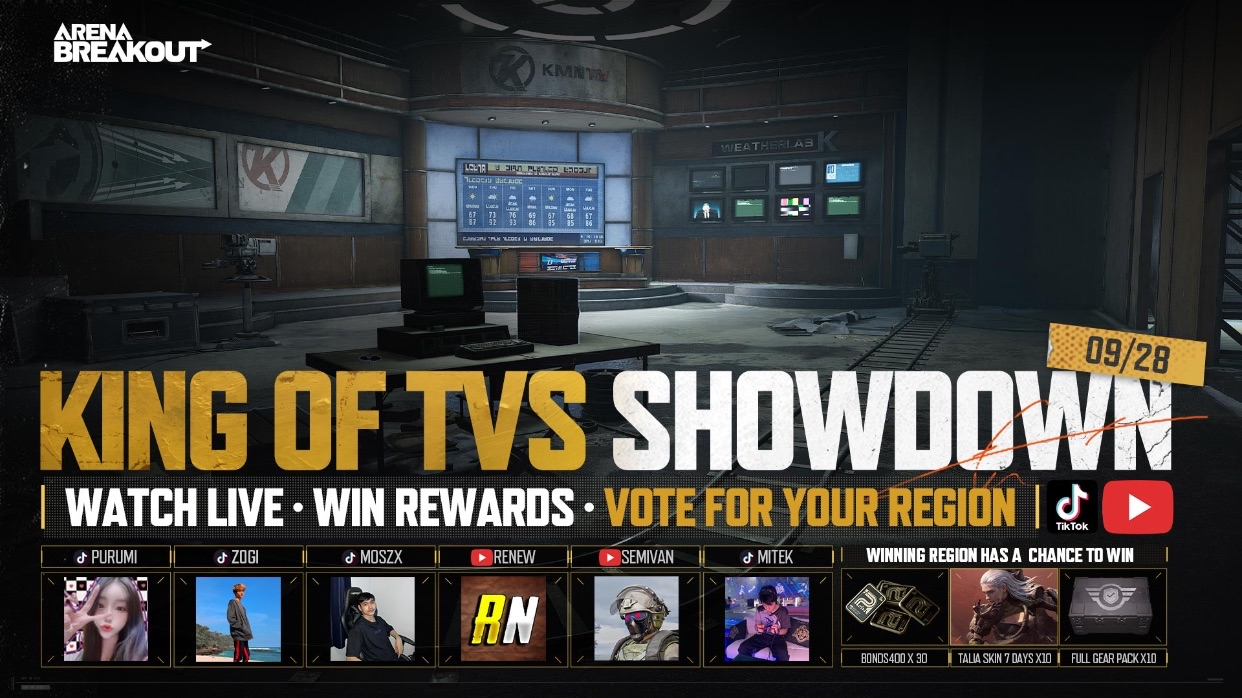 ARENA
BREAKOUT
KMNTV
WEATHERLAB K
09/28
KING OF TVS SHOWDOWN
WATCH LIVE · WIN REWARDS · VOTE FOR YOUR REGION
TikTok
PURUMI
ZOGI
MOSZX
RENEW
SEMIVAN
MITEK
WINNING REGION HAS A CHANCE TO WIN
RN
BONDS400 X 30
TALIA SKIN 7 DAYS X10
FULL GEAR PACK X10